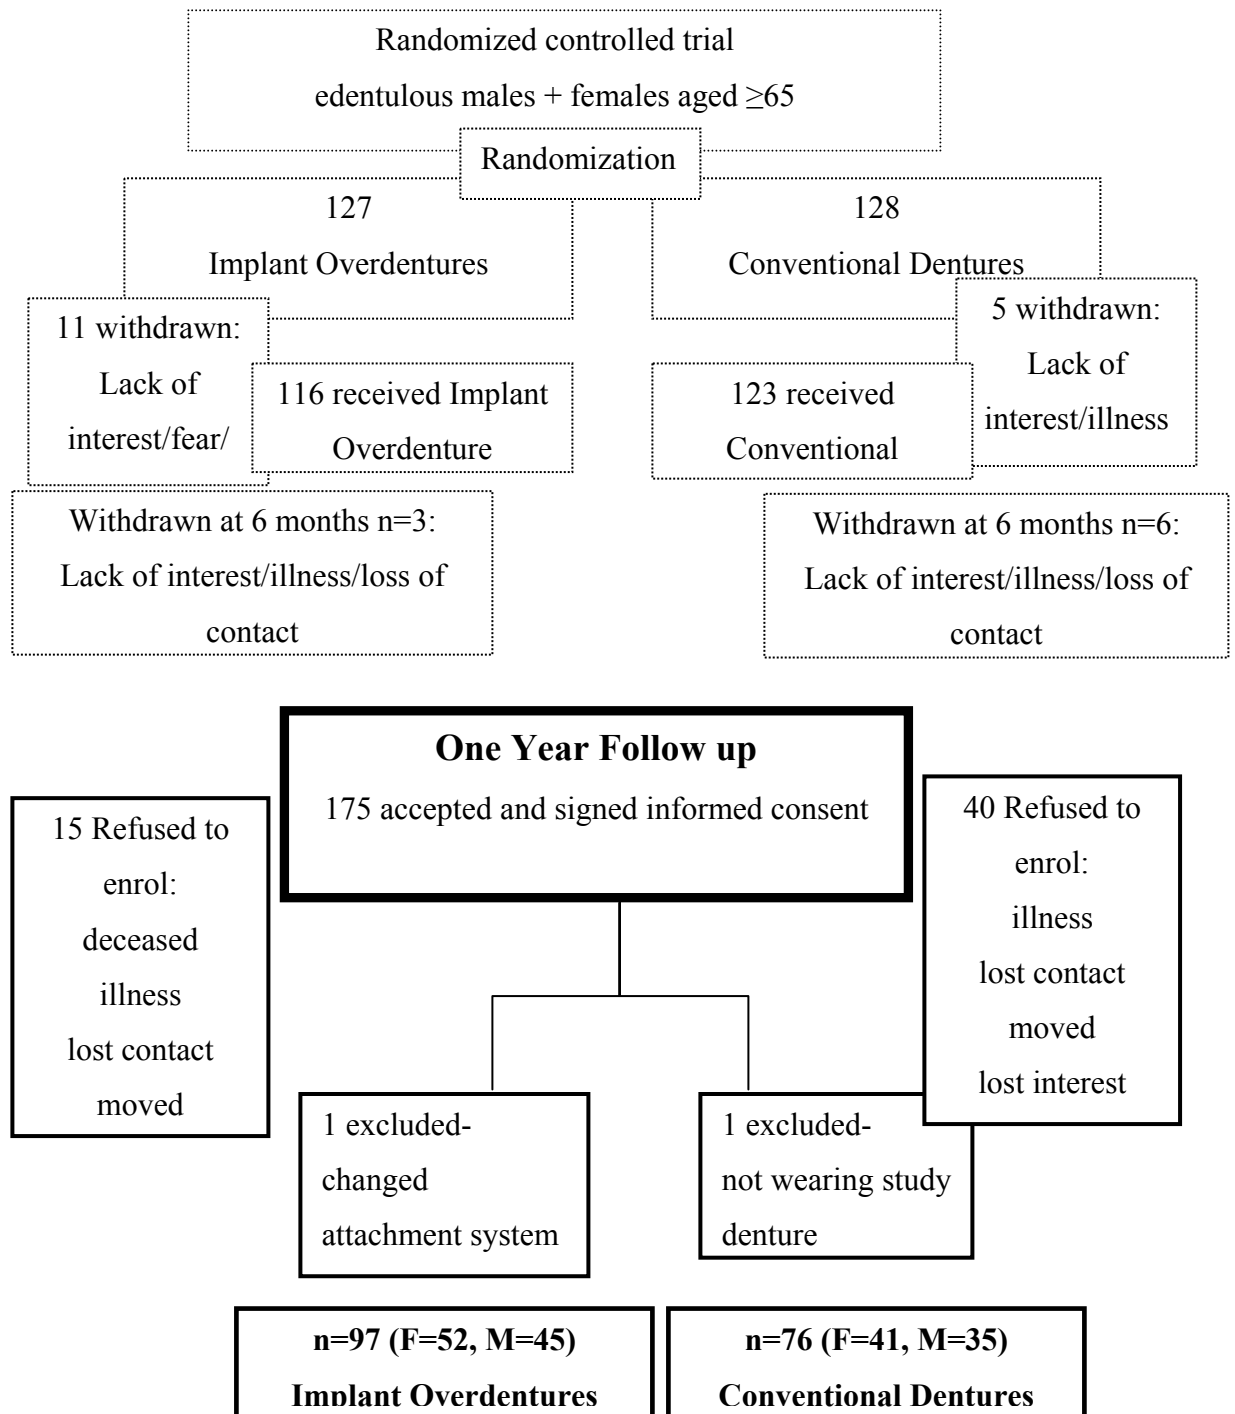 Randomized controlled trial
edentulous males + females aged ≥65
Randomization
127
Implant Overdentures
128
Conventional Dentures
11 withdrawn:
Lack of
interest/fear/
116 received Implant
Overdenture
123 received
Conventional
5 withdrawn:
Lack of
interest/illness
Withdrawn at 6 months n=3:
Lack of interest/illness/loss of
contact
Withdrawn at 6 months n=6:
Lack of interest/illness/loss of
contact
One Year Follow up
175 accepted and signed informed consent
15 Refused to
enrol:
deceased
illness
lost contact
moved
40 Refused to
enrol:
illness
lost contact
moved
lost interest
1 excluded-
changed
attachment system
1 excluded-
not wearing study
denture
n=97 (F=52, M=45)
Implant Overdentures
n=76 (F=41, M=35)
Conventional Dentures